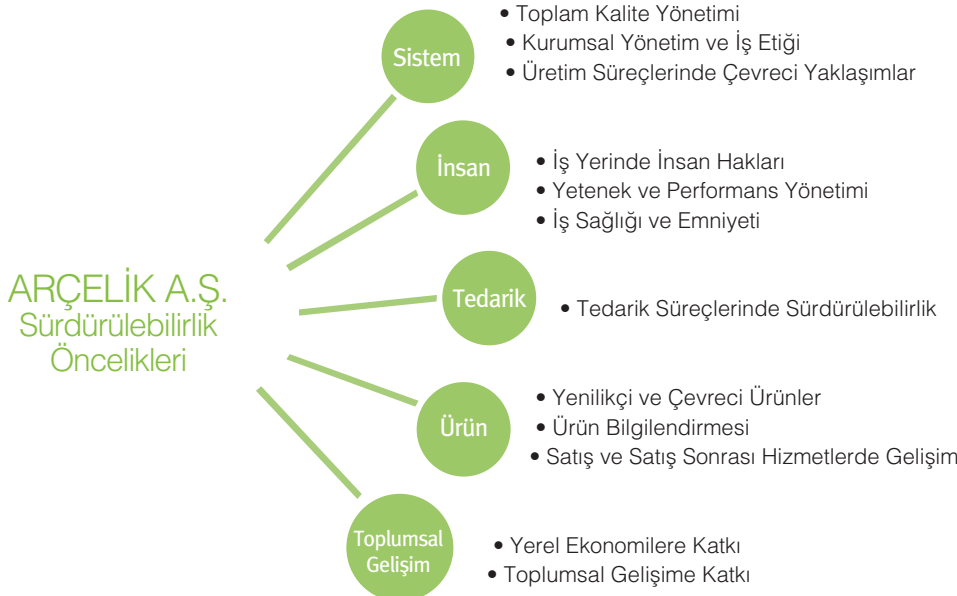 ARÇELİK A.Ş.
Sürdürülebilirlik
Öncelikleri
Sistem
• Toplam Kalite Yönetimi
• Kurumsal Yönetim ve İş Etiği
• Üretim Süreçlerinde Çevreci Yaklaşımlar
İnsan
• İş Yerinde İnsan Hakları
• Yetenek ve Performans Yönetimi
• İş Sağlığı ve Emniyeti
Tedarik
• Tedarik Süreçlerinde Sürdürülebilirlik
Ürün
• Yenilikçi ve Çevreci Ürünler
• Ürün Bilgilendirmesi
• Satış ve Satış Sonrası Hizmetlerde Gelişim
Toplumsal
Gelişim
• Yerel Ekonomilere Katkı
• Toplumsal Gelişime Katkı